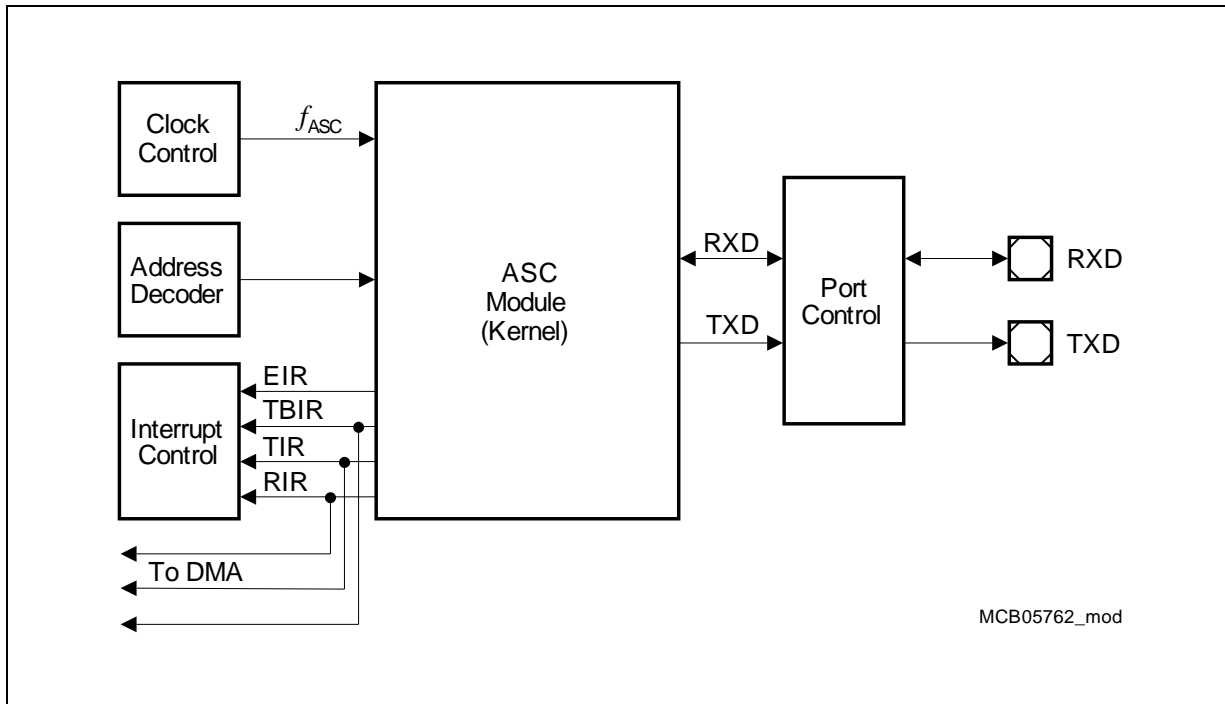 Clock
Control
fASC
Address
Decoder
ASC
Module
(Kernel)
RXD
TXD
Port
Control
RXD
TXD
Interrupt
Control
EIR
TBIR
TIR
RIR
To DMA
MCB05762_mod